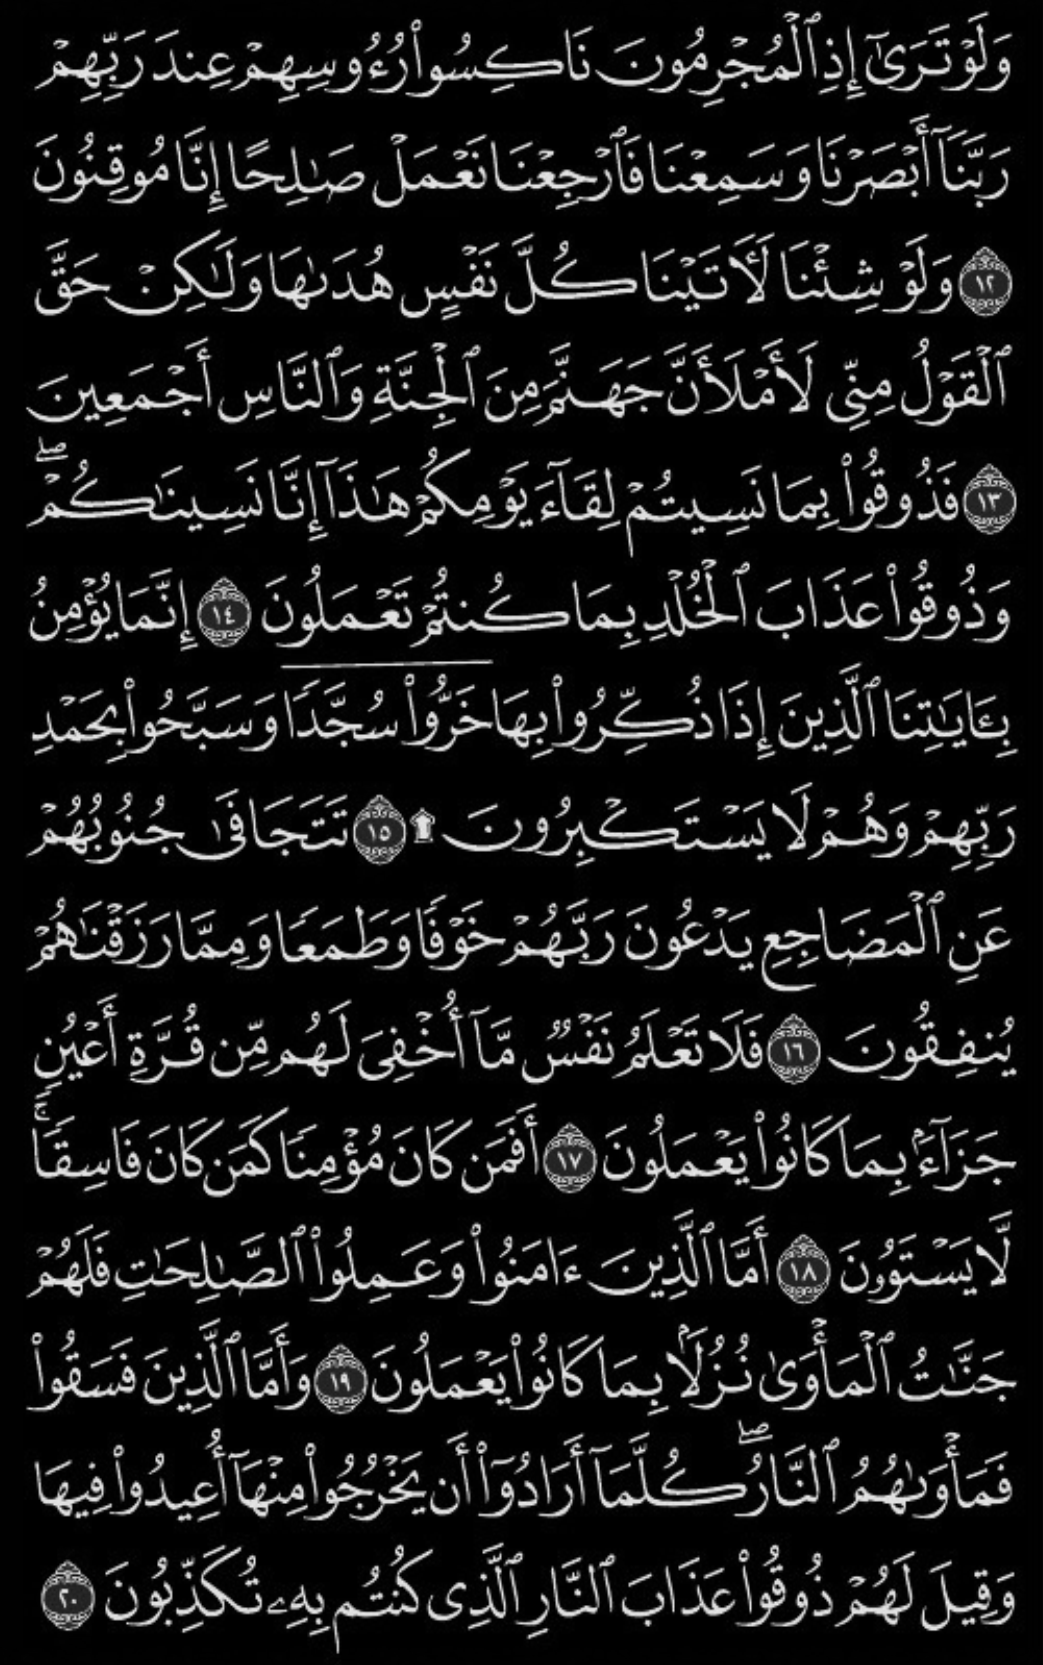 وَلَوْ تَرَىٰٓ إِذِ ٱلْمُجْرِمُونَ نَاكِسُوا۟ رُءُوسِهِمْ عِندَ رَبِّهِمْ
رَبَّنَآ أَبْصَرْنَا وَسَمِعْنَا فَٱرْجِعْنَا نَعْمَلْ صَـٰلِحًا إِنَّا مُوقِنُونَ
١٢ وَلَوْ شِئْنَا لَـَٔاتَيْنَا كُلَّ نَفْسٍ هُدَىٰهَا وَلَـٰكِنْ حَقَّ
ٱلْقَوْلُ مِنِّى لَأَمْلَأَنَّ جَهَنَّمَ مِنَ ٱلْجِنَّةِ وَٱلنَّاسِ أَجْمَعِينَ
١٣ فَذُوقُوا۟ بِمَا نَسِيتُمْ لِقَآءَ يَوْمِكُمْ هَـٰذَآ إِنَّا نَسِينَـٰكُمْ ۖ
وَذُوقُوا۟ عَذَابَ ٱلْخُلْدِ بِمَا كُنتُمْ تَعْمَلُونَ ١٤ إِنَّمَا يُؤْمِنُ
بِـَٔايَـٰتِنَا ٱلَّذِينَ إِذَا ذُكِّرُوا۟ بِهَا خَرُّوا۟ سُجَّدًا وَسَبَّحُوا۟ بِحَمْدِ
رَبِّهِمْ وَهُمْ لَا يَسْتَكْبِرُونَ ۩ ١٥ تَتَجَافَىٰ جُنُوبُهُمْ
عَنِ ٱلْمَضَاجِعِ يَدْعُونَ رَبَّهُمْ خَوْفًا وَطَمَعًا وَمِمَّا رَزَقْنَـٰهُمْ
يُنفِقُونَ ١٦ فَلَا تَعْلَمُ نَفْسٌ مَّآ أُخْفِىَ لَهُم مِّن قُرَّةِ أَعْيُنٍ
جَزَآءًۢ بِمَا كَانُوا۟ يَعْمَلُونَ ١٧ أَفَمَن كَانَ مُؤْمِنًا كَمَن كَانَ فَاسِقًا ۚ
لَّا يَسْتَوُۥنَ ١٨ أَمَّا ٱلَّذِينَ ءَامَنُوا۟ وَعَمِلُوا۟ ٱلصَّـٰلِحَـٰتِ فَلَهُمْ
جَنَّـٰتُ ٱلْمَأْوَىٰ نُزُلًۢا بِمَا كَانُوا۟ يَعْمَلُونَ ١٩ وَأَمَّا ٱلَّذِينَ فَسَقُوا۟
فَمَأْوَىٰهُمُ ٱلنَّارُ ۖ كُلَّمَآ أَرَادُوٓا۟ أَن يَخْرُجُوا۟ مِنْهَآ أُعِيدُوا۟ فِيهَا
وَقِيلَ لَهُمْ ذُوقُوا۟ عَذَابَ ٱلنَّارِ ٱلَّذِى كُنتُم بِهِۦ تُكَذِّبُونَ ٢٠